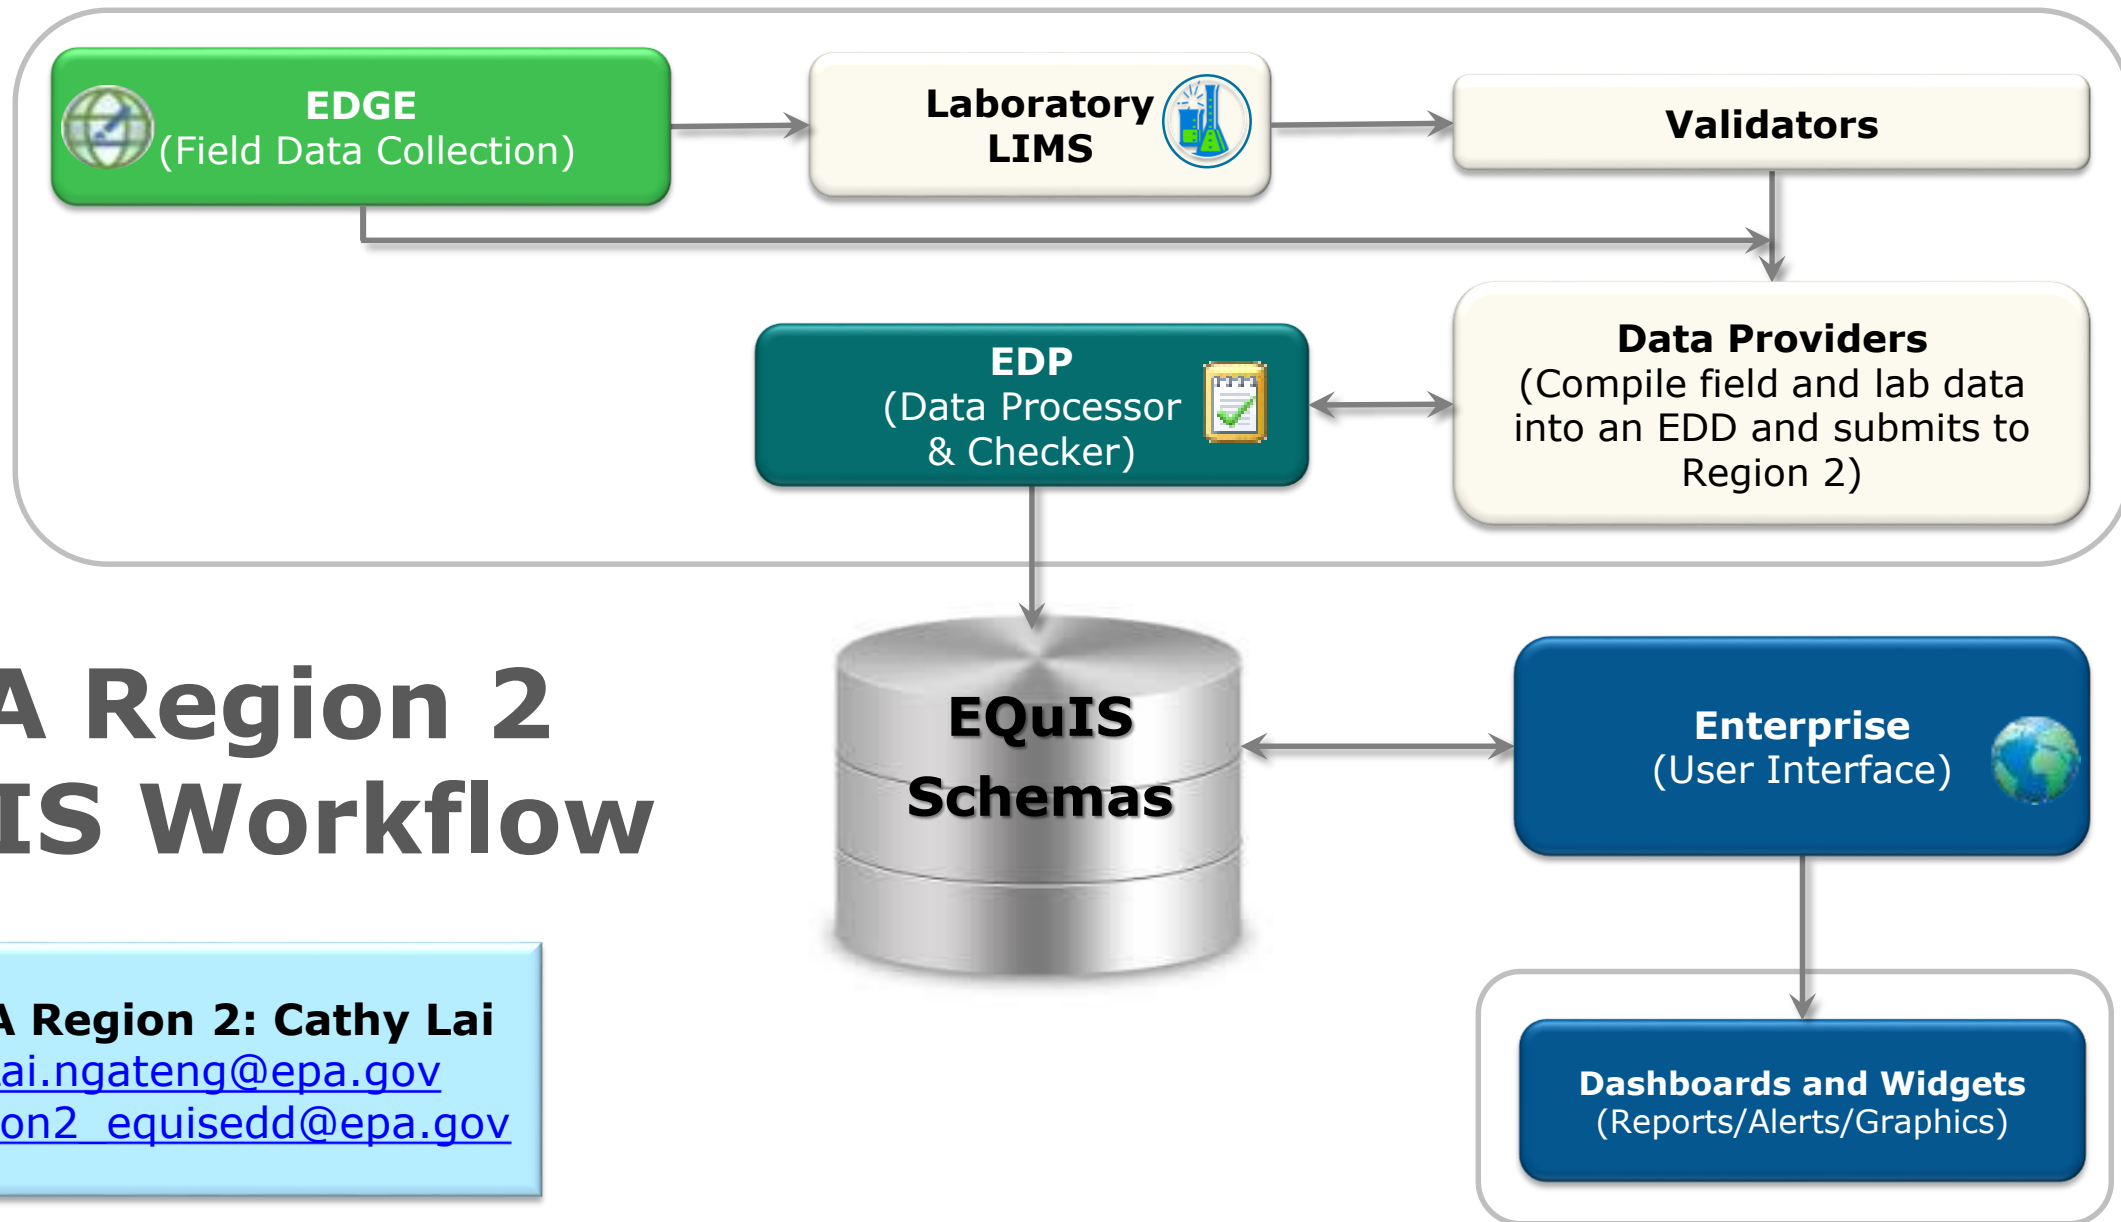 EDGE
(Field Data Collection)
Laboratory
LIMS
Validators
EDP
(Data Processor
& Checker)
Data Providers
(Compile field and lab data
into an EDD and submits to
Region 2)
A Region 2
IS Workflow
EQuIS
Schemas
Enterprise
(User Interface)
A Region 2: Cathy Lai
ai.ngateng@epa.gov
on2_equisedd@epa.gov
Dashboards and Widgets
(Reports/Alerts/Graphics)